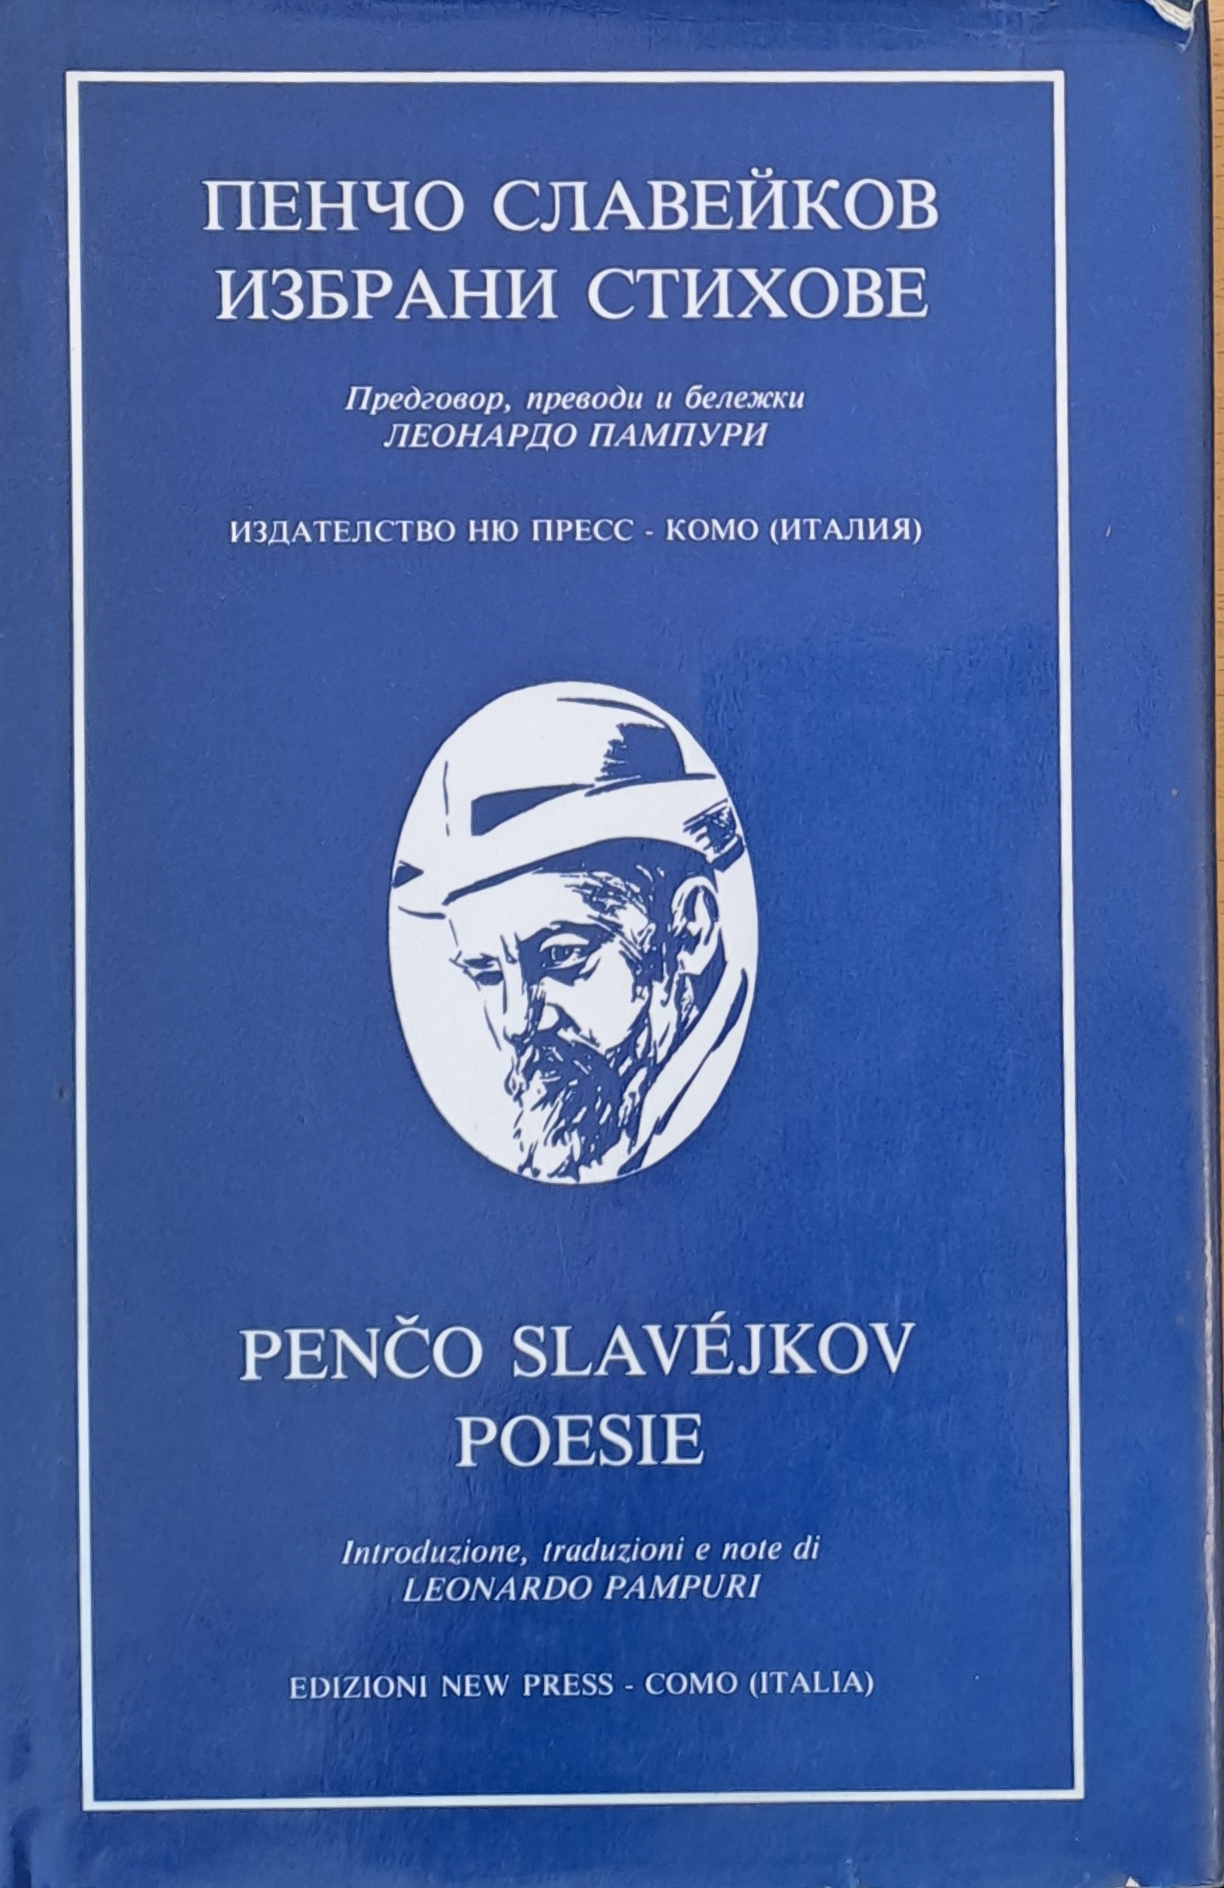 ПЕНЧО СЛАВЕЙКОВ
ИЗБРАНИ СТИХОВЕ
Предговор, преводи и бележки
ЛЕОНАРДО ПАМПУРИ
ИЗДАТЕЛСТВО НЮ ПРЕСС - КОМО (ИТАЛИЯ)
PENČO SLAVÉJKOV
POESIE
Introduzione, traduzioni e note di
LEONARDO PAMPURI
EDIZIONI NEW PRESS - COMO (ITALIA)